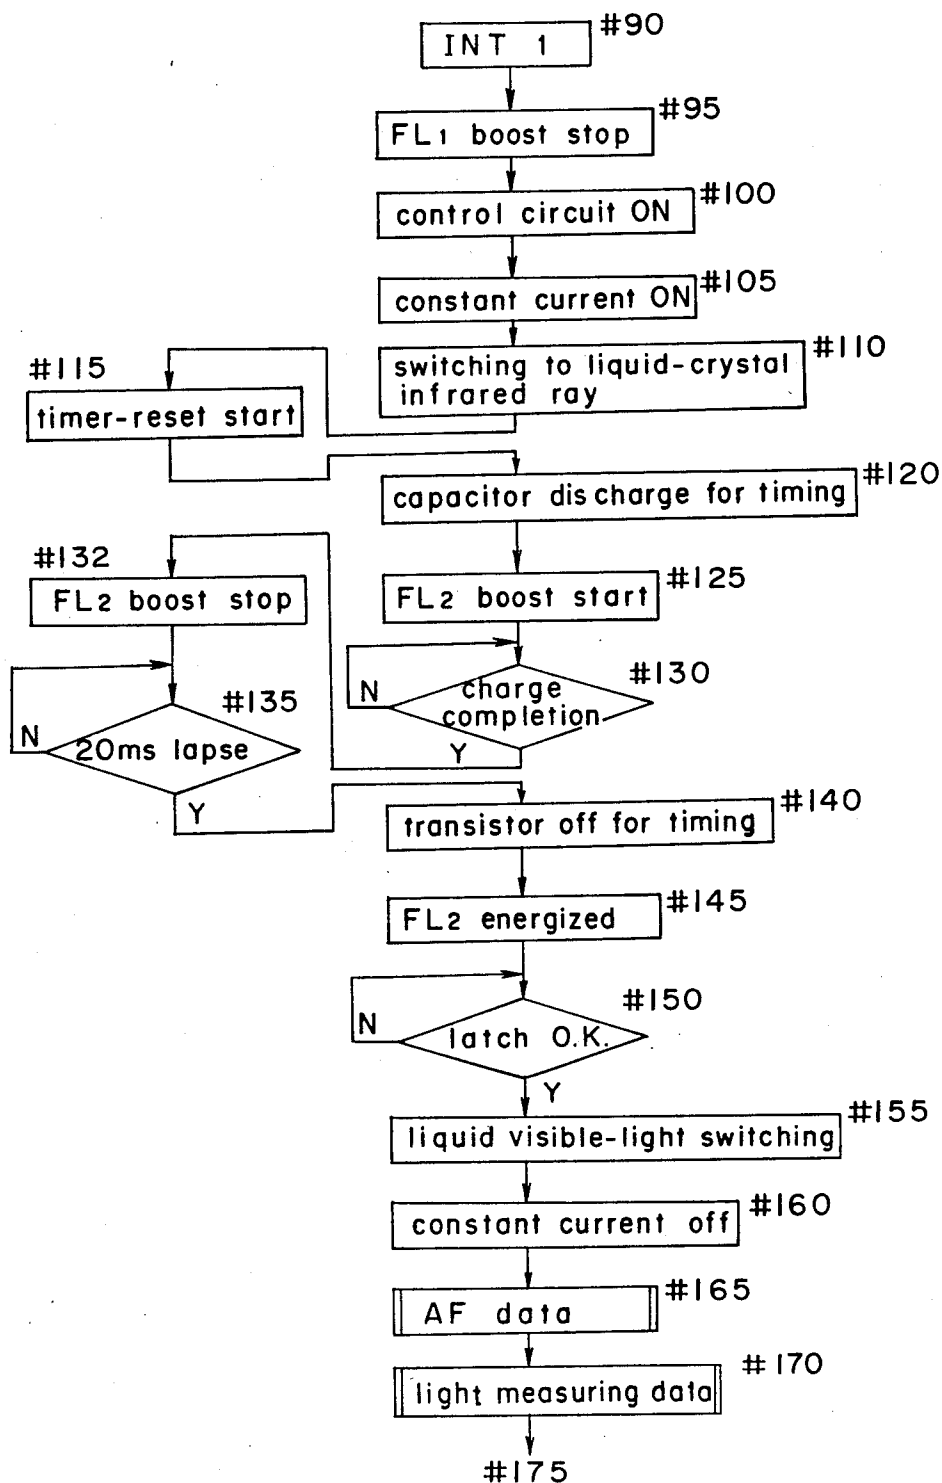 #90
INT 1
#95
FL1 boost stop
#100
control circuit ON
#105
constant current ON
#110
switching to liquid-crystal
infrared ray
#115
timer-reset start
#120
capacitor discharge for timing
#125
FL2 boost start
#130
charge
completion
N
Y
#132
FL2 boost stop
#135
20ms lapse
N
Y
#140
transistor off for timing
#145
FL2 energized
#150
latch O.K.
N
Y
#155
liquid visible-light switching
#160
constant current off
#165
AF data
#170
light measuring data
#175